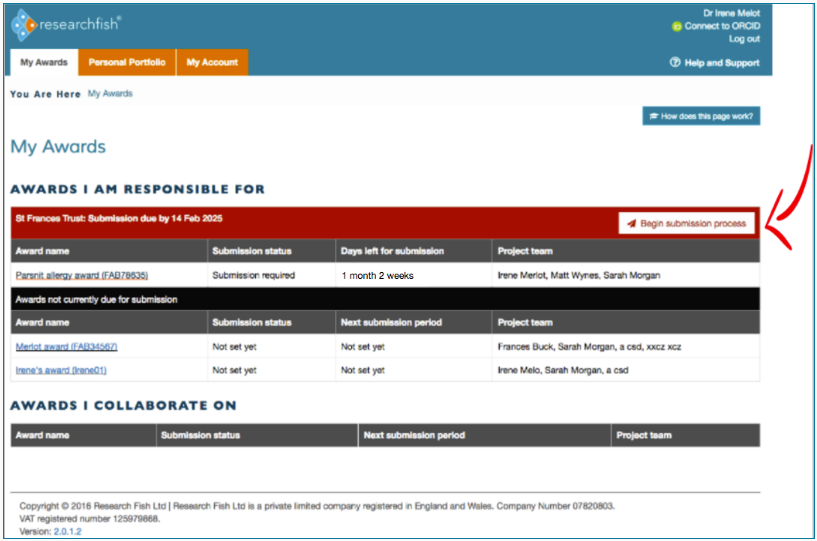 researchfish®
Dr Irene Melot
iD Connect to ORCID
Log out
My Awards Personal Portfolio My Account
Help and Support
You Are Here My Awards
How does this page work?
My Awards
AWARDS I AM RESPONSIBLE FOR
St Frances Trust: Submission due by 14 Feb 2025
Begin submission process
Award name Submission status Days left for submission Project team
Parsnit allergy award (FAB78635) Submission required 1 month 2 weeks Irene Merlot, Matt Wynes, Sarah Morgan
Awards not currently due for submission
Award name Submission status Next submission period Project team
Merlot award (FAB34567) Not set yet Not set yet Frances Buck, Sarah Morgan, a csd, xxcz xcz
Irene's award (Irene01) Not set yet Not set yet Irene Melo, Sarah Morgan, a csd
AWARDS I COLLABORATE ON
Award name Submission status Next submission period Project team
Copyright © 2016 Research Fish Ltd | Research Fish Ltd is a private limited company registered in England and Wales. Company Number 07820803.
VAT registered number 125979868.
Version: 2.0.1.2